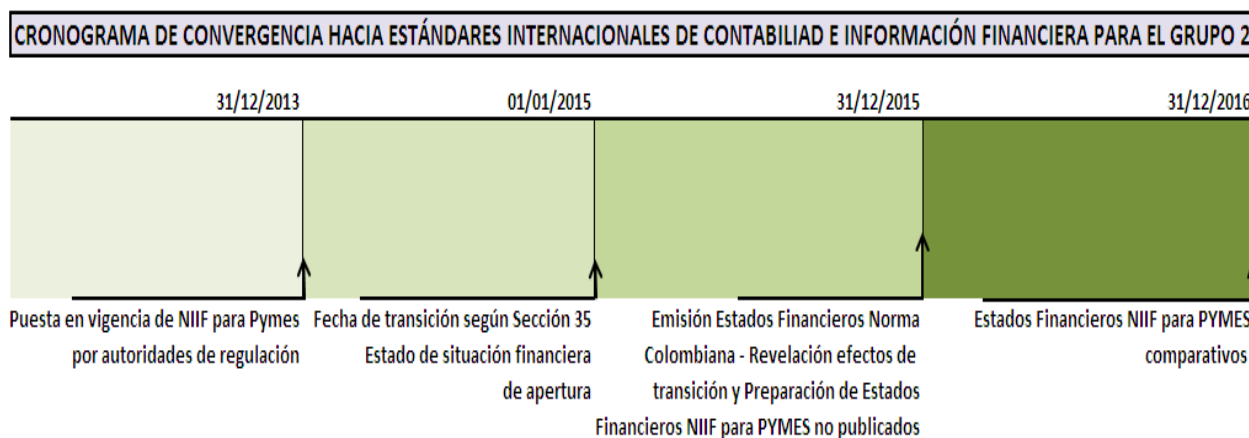 CRONOGRAMA DE CONVERGENCIA HACIA ESTÁNDARES INTERNACIONALES DE CONTABILIAD E INFORMACIÓN FINANCIERA PARA EL GRUPO 2
31/12/2013
01/01/2015
31/12/2015
31/12/2016
Puesta en vigencia de NIIF para Pymes
por autoridades de regulación
Fecha de transición según Sección 35
Estado de situación financiera
de apertura
Emisión Estados Financieros Norma
Colombiana - Revelación efectos de
transición y Preparación de Estados
Financieros NIIF para PYMES no publicados
Estados Financieros NIIF para PYMES
comparativos